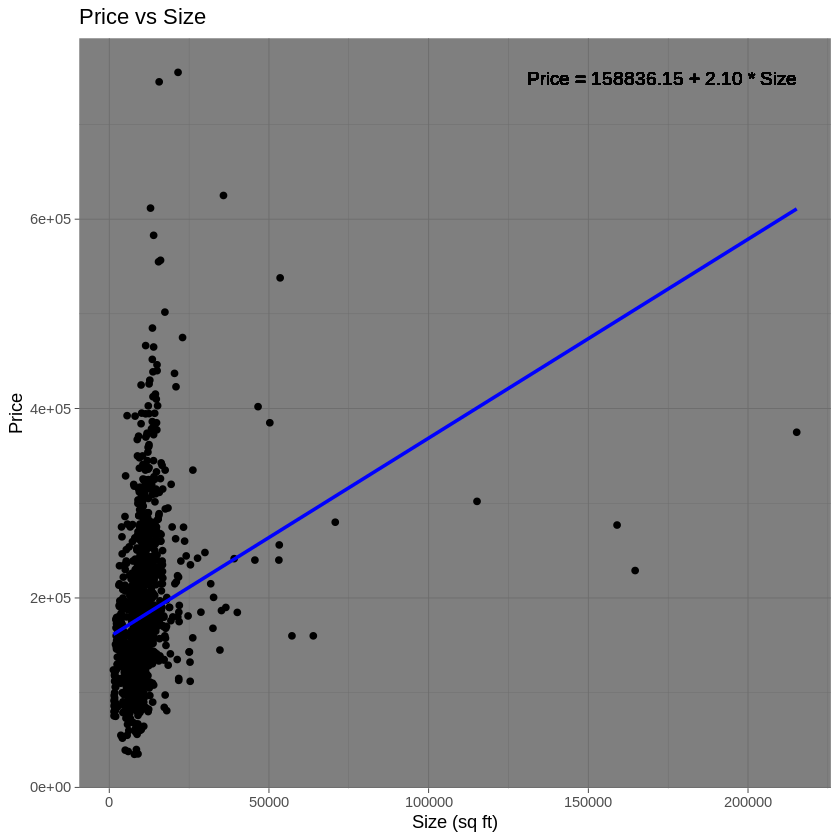 Price vs Size
Price = 158836.15 + 2.10 * Size
6e+05
4e+05
2e+05
0e+00
Price
0
50000
100000
150000
200000
Size (sq ft)